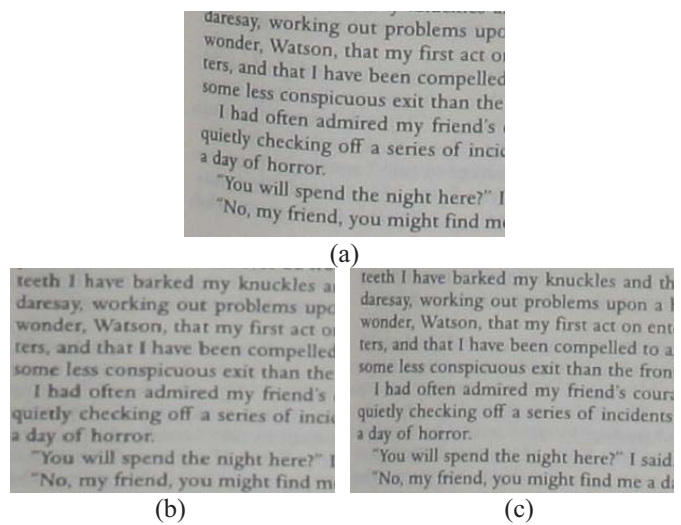 daresay, working out problems upo
wonder, Watson, that my first act o
ters, and that I have been compelled
some less conspicuous exit than the
I had often admired my friend's
quietly checking off a series of incid
a day of horror.
"You will spend the night here?" I
"No, my friend, you might find me
(a)
teeth I have barked my knuckles a
daresay, working out problems upo
wonder, Watson, that my first act o
ters, and that I have been compelled
some less conspicuous exit than the
I had often admired my friend's
quietly checking off a series of incid
a day of horror.
"You will spend the night here?" I
"No, my friend, you might find m
(b)
teeth I have barked my knuckles and th
daresay, working out problems upon a
wonder, Watson, that my first act on ent
ters, and that I have been compelled to a
some less conspicuous exit than the fron
I had often admired my friend's coura
quietly checking off a series of incidents
a day of horror.
"You will spend the night here?" I said.
"No, my friend, you might find me a da
(c)